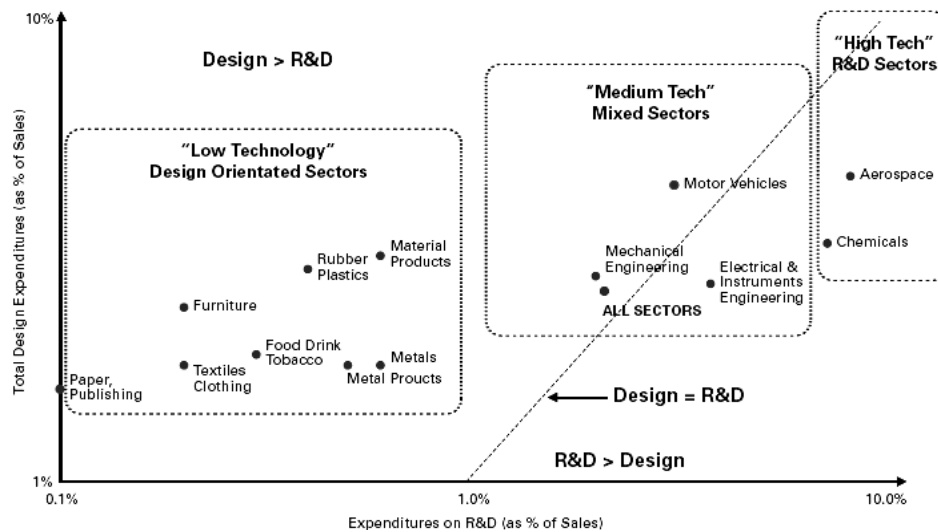 10%
Design > R&D
"High Tech"
R&D Sectors
"Medium Tech"
Mixed Sectors
"Low Technology"
Design Orientated Sectors
Total Design Expenditures (as % of Sales)
Motor Vehicles
Aerospace
Material
Products
Rubber
Plastics
Mechanical
Engineering
Electrical &
Instruments
Engineering
Chemicals
ALL SECTORS
Furniture
Food Drink
Tobacco
Metals
Metal Proucts
Textiles
Clothing
Paper,
Publishing
Design = R&D
R&D > Design
1%
0.1%
1.0%
10.0%
Expenditures on R&D (as % of Sales)